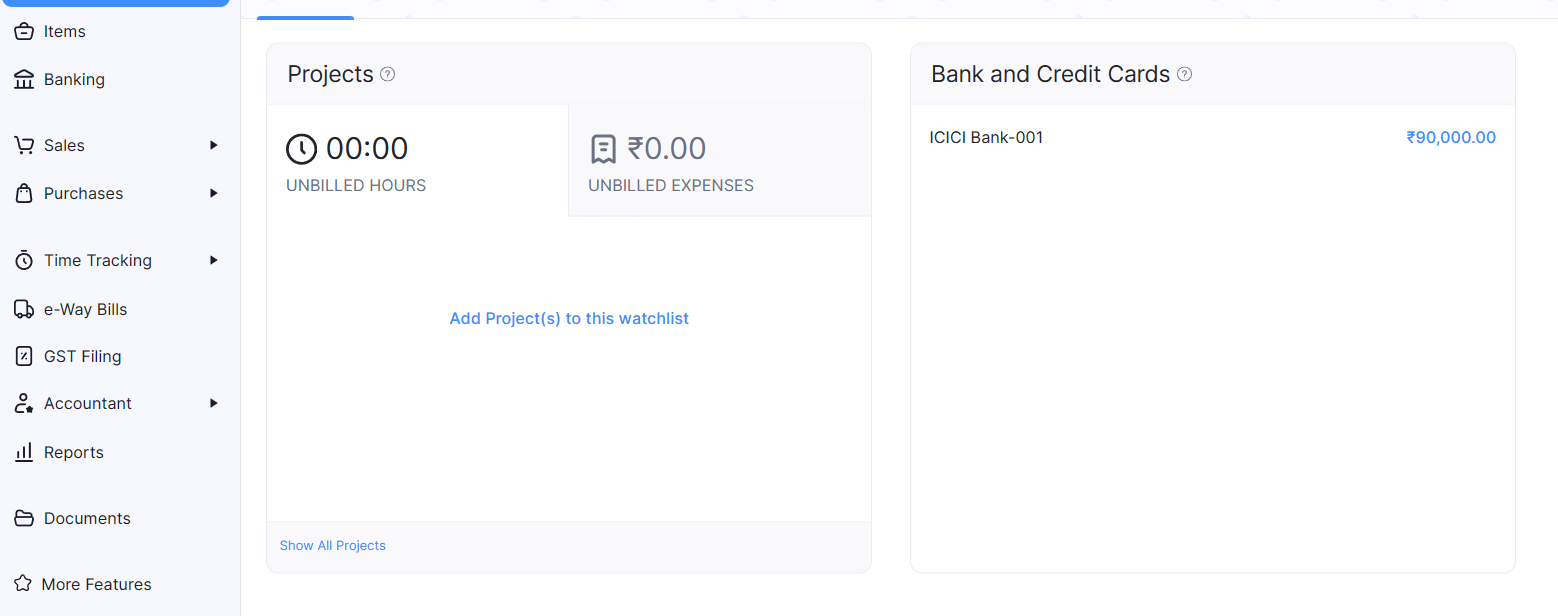 Items
Banking
Sales
Purchases
Time Tracking
e-Way Bills
GST Filing
Accountant
Reports
Documents
More Features
Projects
00:00
UNBILLED HOURS
₹0.00
UNBILLED EXPENSES
Add Project(s) to this watchlist
Show All Projects
Bank and Credit Cards
ICICI Bank-001 ₹90,000.00